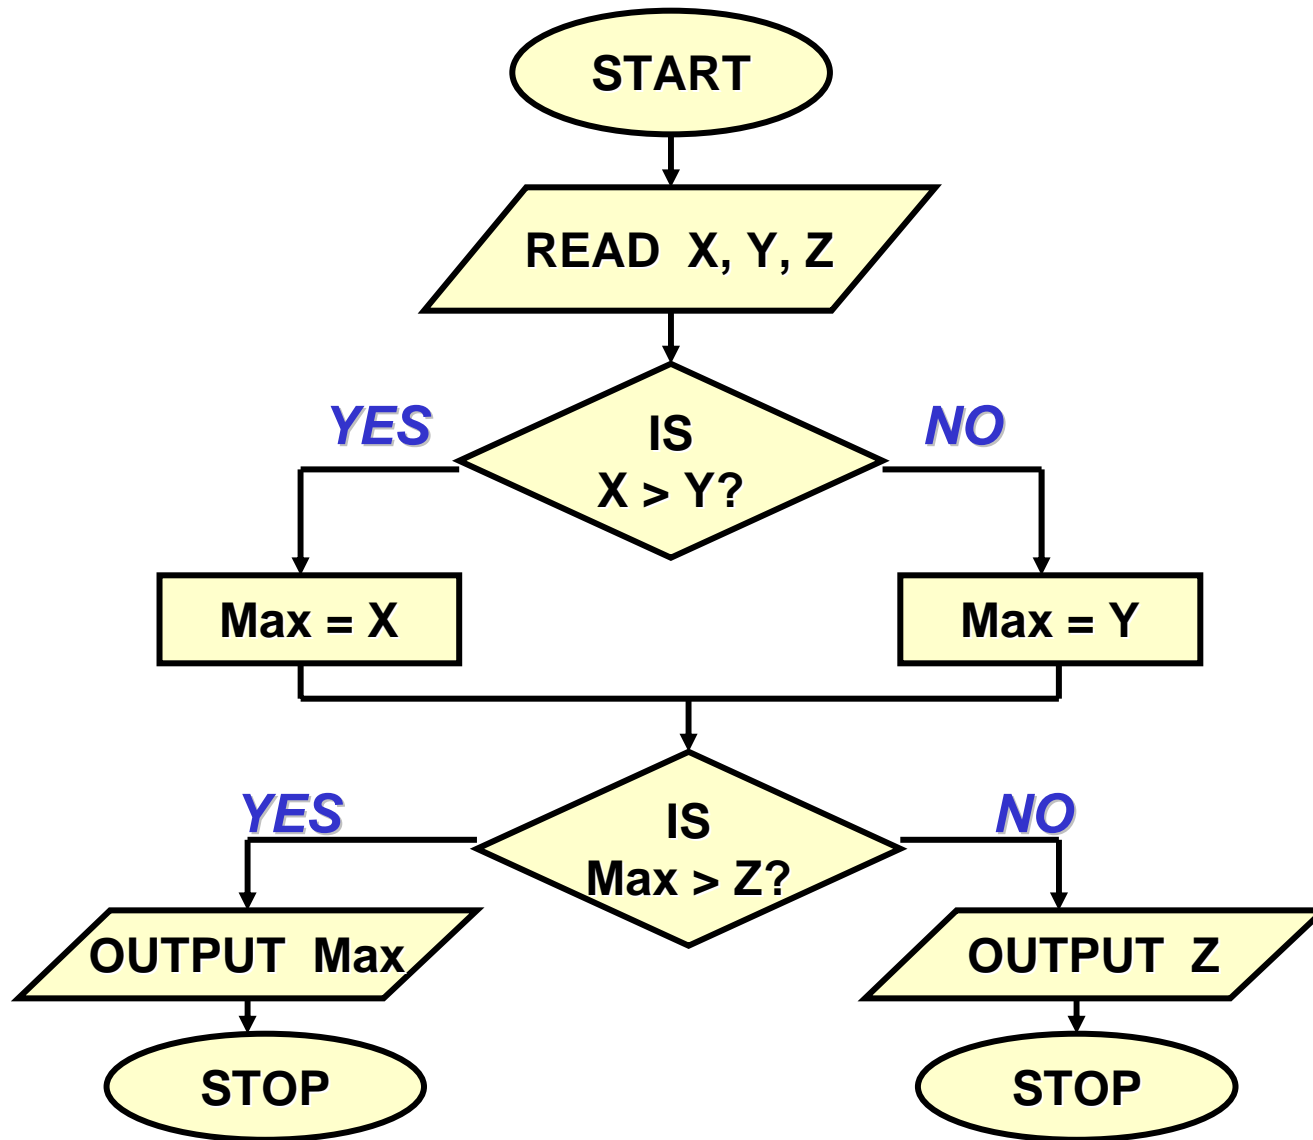 START
READ X, Y, Z
YES
NO
IS
X > Y?
Max = X
Max = Y
YES
NO
IS
Max > Z?
OUTPUT Max
OUTPUT Z
STOP
STOP